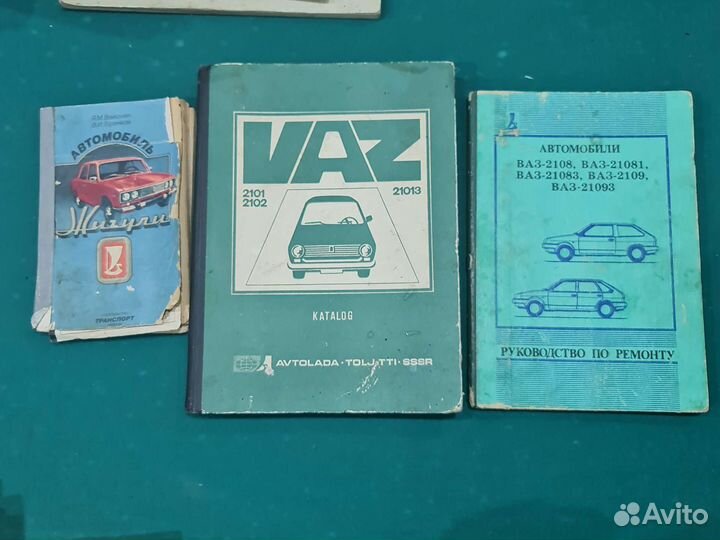 АВТОМОБИЛЬ
Жигули
ТРАНСПОРТ
VAZ
2101
2102
21013
KATALOG
AVTOLADA · TOLJATTI · SSSR
АВТОМОБИЛИ
ВАЗ-2108, ВАЗ-21081,
ВАЗ-21083, ВАЗ-2109,
ВАЗ-21093
РУКОВОДСТВО ПО РЕМОНТУ
Avito